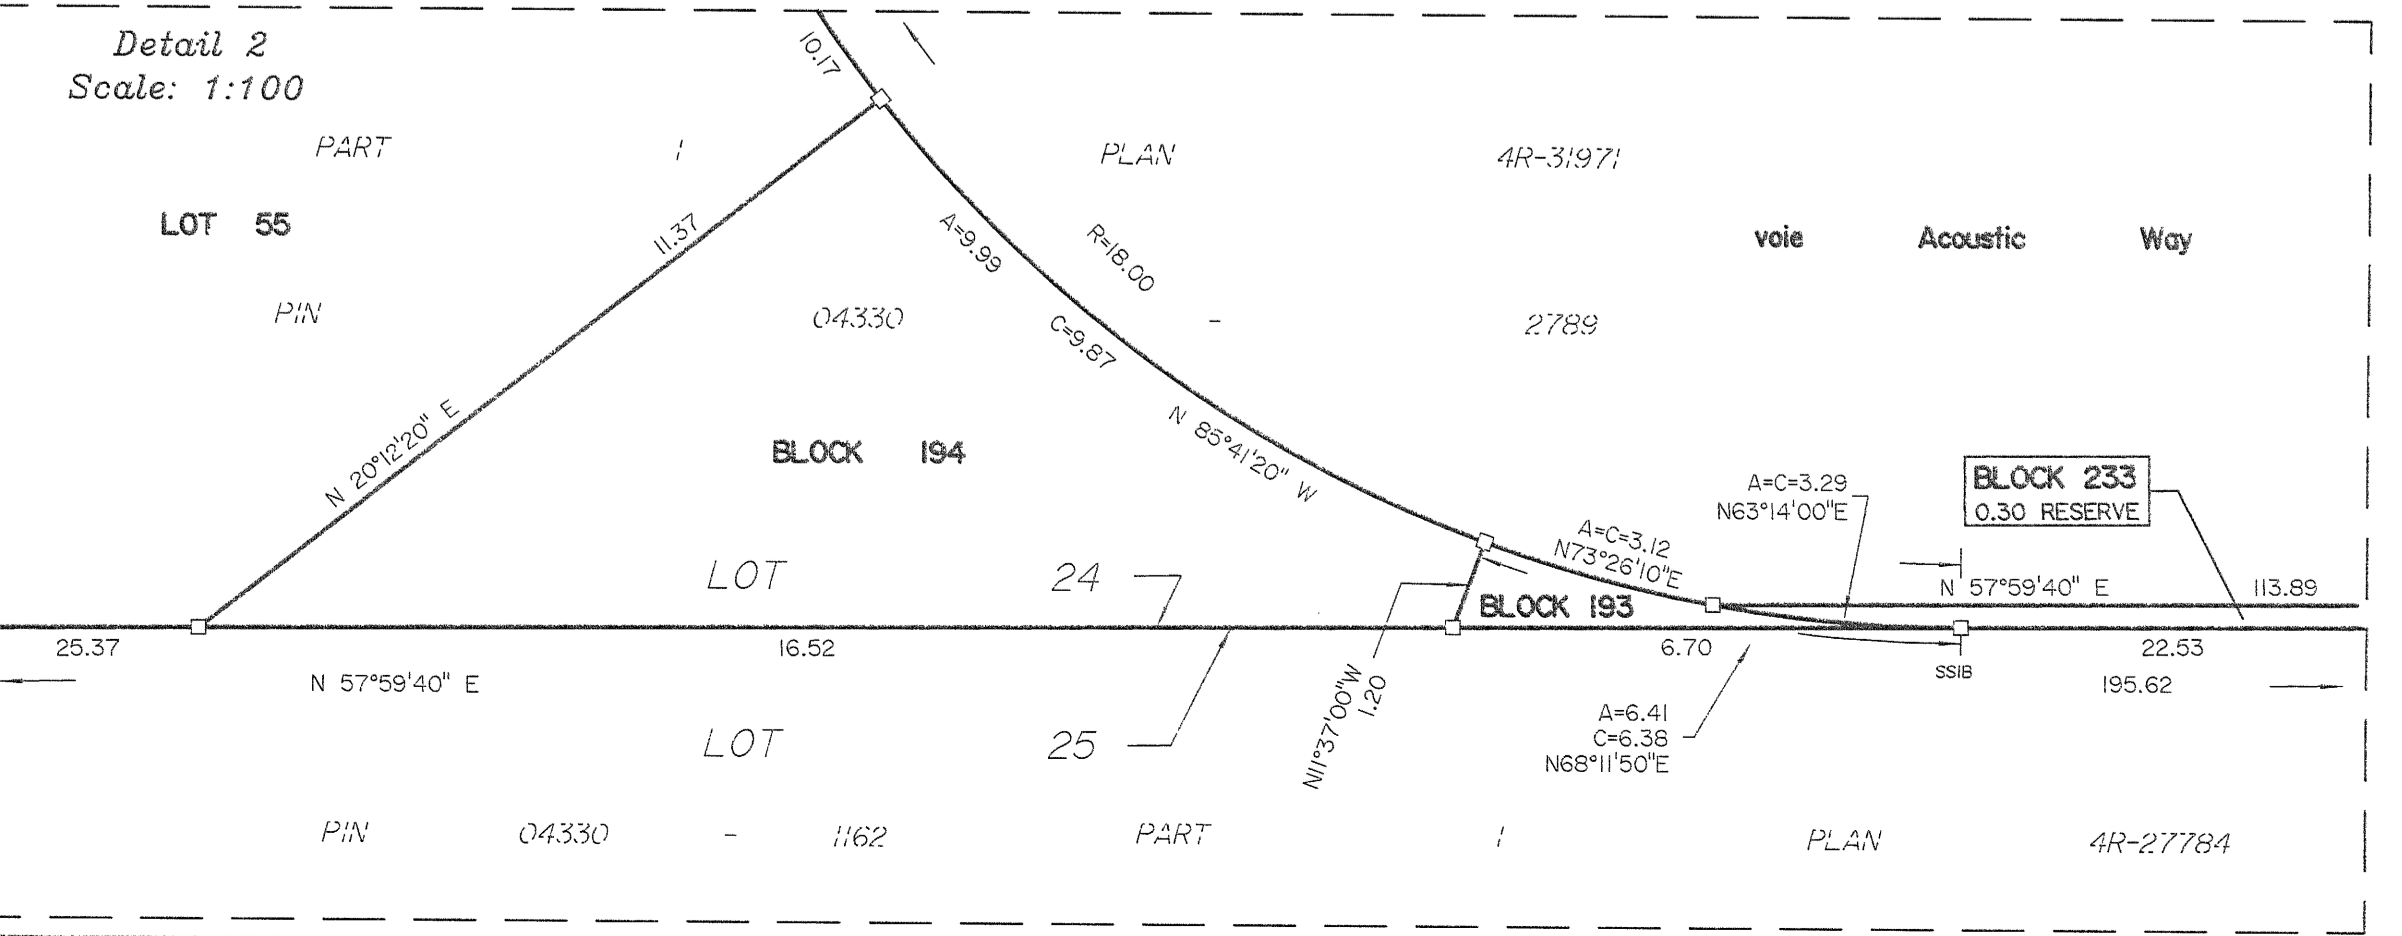 Detail 2
Scale: 1:100
10.17
PART 1 PLAN 4R-31971
LOT 55
11.37
A=9.99
R=18.00
voie Acoustic Way
PIN 04330 - 2789
C=9.87
N 20°12'20" E
N 85°41'20" W
BLOCK 194
A=C=3.29
N63°14'00"E
BLOCK 233
0.30 RESERVE
A=C=3.12
N73°26'10"E
LOT 24
N 57°59'40" E 113.89
BLOCK 193
25.37 16.52 6.70 22.53
SSIB
N 57°59'40" E
195.62
N11°37'00"W
1.20
A=6.41
C=6.38
N68°11'50"E
LOT 25
PIN 04330 - 1162 PART 1 PLAN 4R-27784